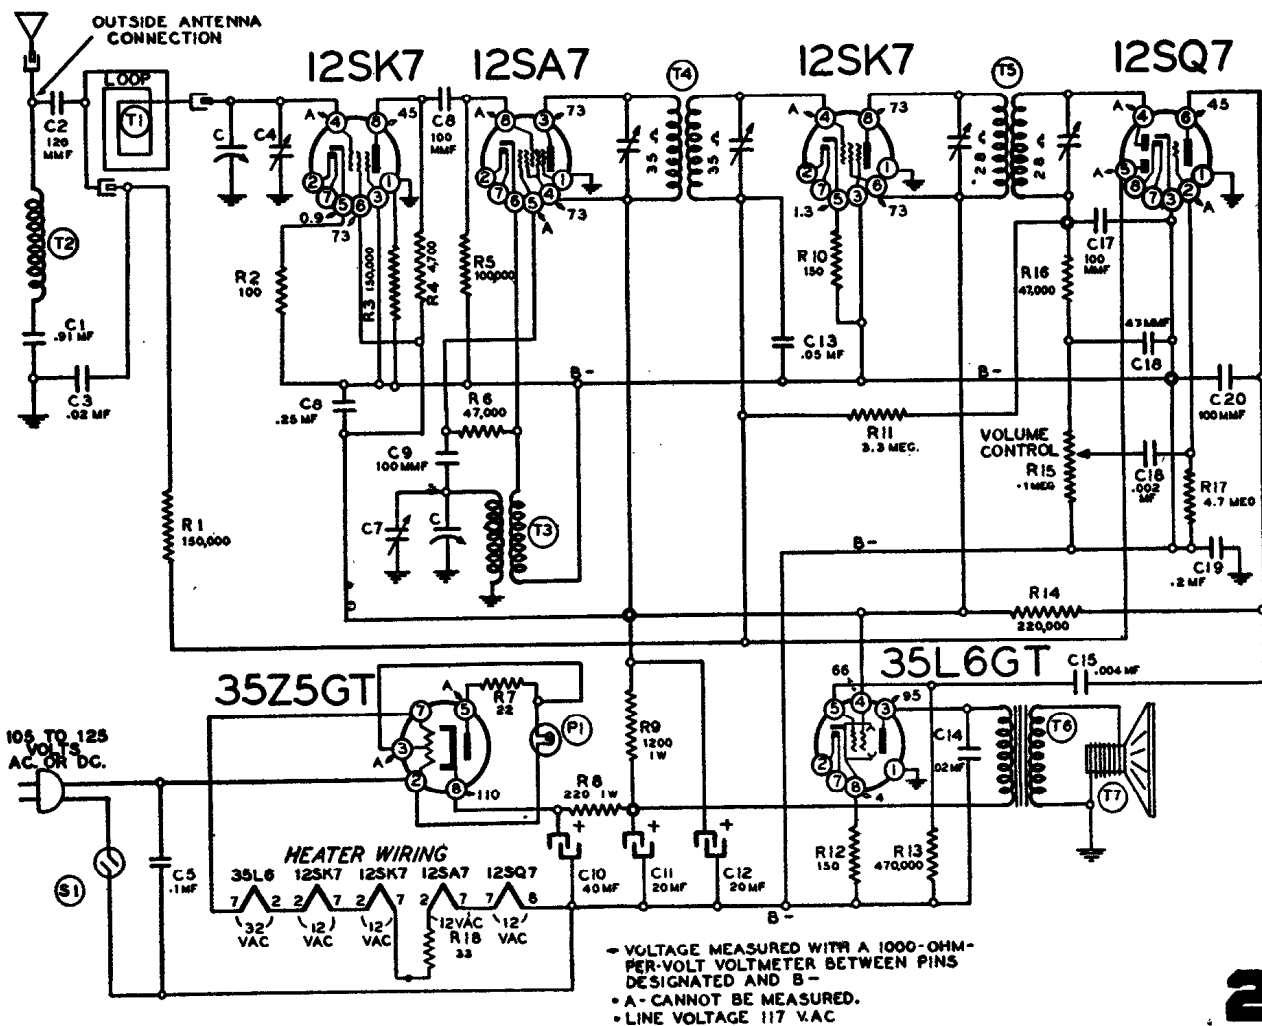 OUTSIDE ANTENNA
CONNECTION
12SK7
12SA7
12SK7
12SQ7
LOOP
T1
C2
120
MMF
C
C4
A
4
8
45
2
7
5
6
3
1
0.9
73
C8
100
MMF
A
8
3
73
2
7
6
5
4
1
A
73
T4
35 ~
35 ~
A
4
8
73
2
7
5
3
6
1
1.3
73
T5
28 ~
28 ~
A
4
6
45
A
5
8
7
3
2
1
A
T2
R2
100
R3
150,000
R4
4,700
R5
100,000
R10
150
R16
47,000
C17
100
MMF
C1
.91 MF
C3
.02 MF
C8
.25 MF
R6
47,000
C9
100 MMF
C13
.05 MF
47 MMF
C18
B-
B-
C20
100 MMF
R11
3.3 MEG.
VOLUME
CONTROL
R15
.1 MEG
C18
.002
MF
R17
4.7 MEG
R1
150,000
C7
C
T3
B-
C19
.2 MF
R14
220,000
35Z5GT
35L6GT
C15
.004 MF
105 TO 125
VOLTS
AC. OR DC.
7
A
5
3
A
2
8
110
R7
22
P1
R9
1200
1W
R8
220 1W
66
5
4
3
95
2
7
8
1
4
C14
.02 MF
T6
T7
S1
C5
.1MF
HEATER WIRING
35L6 12SK7 12SK7 12SA7 12SQ7
7 2 7 2 2 7 2 7 7 8
32
VAC
12
VAC
12
VAC
12 VAC
12
VAC
R18
33
+
C10
40 MF
+
C11
20 MF
+
C12
20 MF
R12
150
R13
470,000
B-
VOLTAGE MEASURED WITH A 1000-OHM-
PER-VOLT VOLTMETER BETWEEN PINS
DESIGNATED AND B-
• A- CANNOT BE MEASURED.
• LINE VOLTAGE 117 V.AC
2